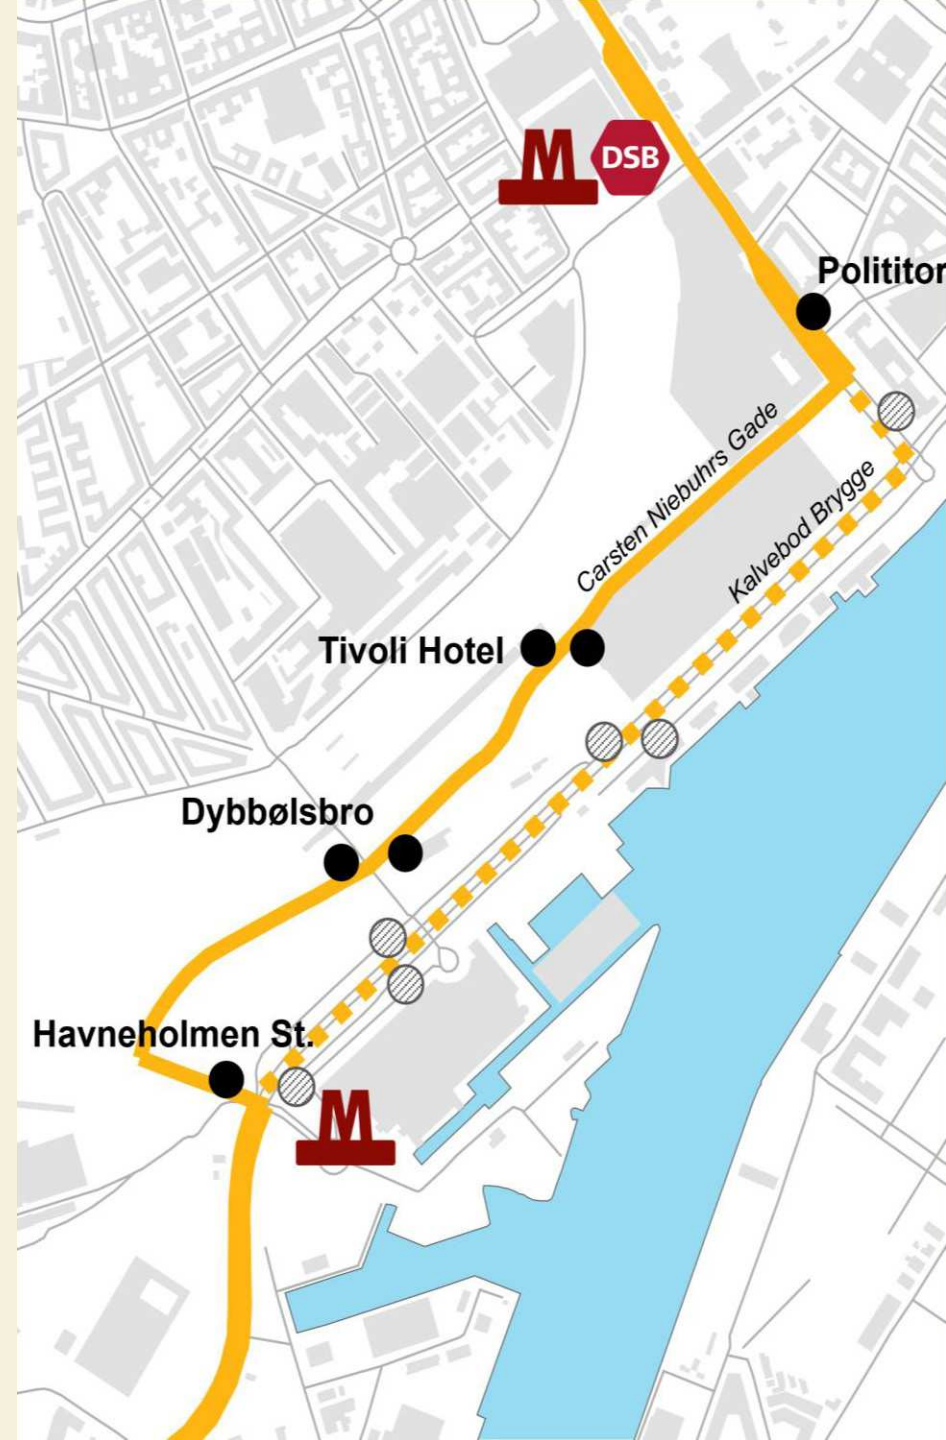 M DSB
Polititor
Carsten Niebuhrs Gade
Kalvebod Brygge
Tivoli Hotel
Dybbølsbro
Havneholmen St.
M